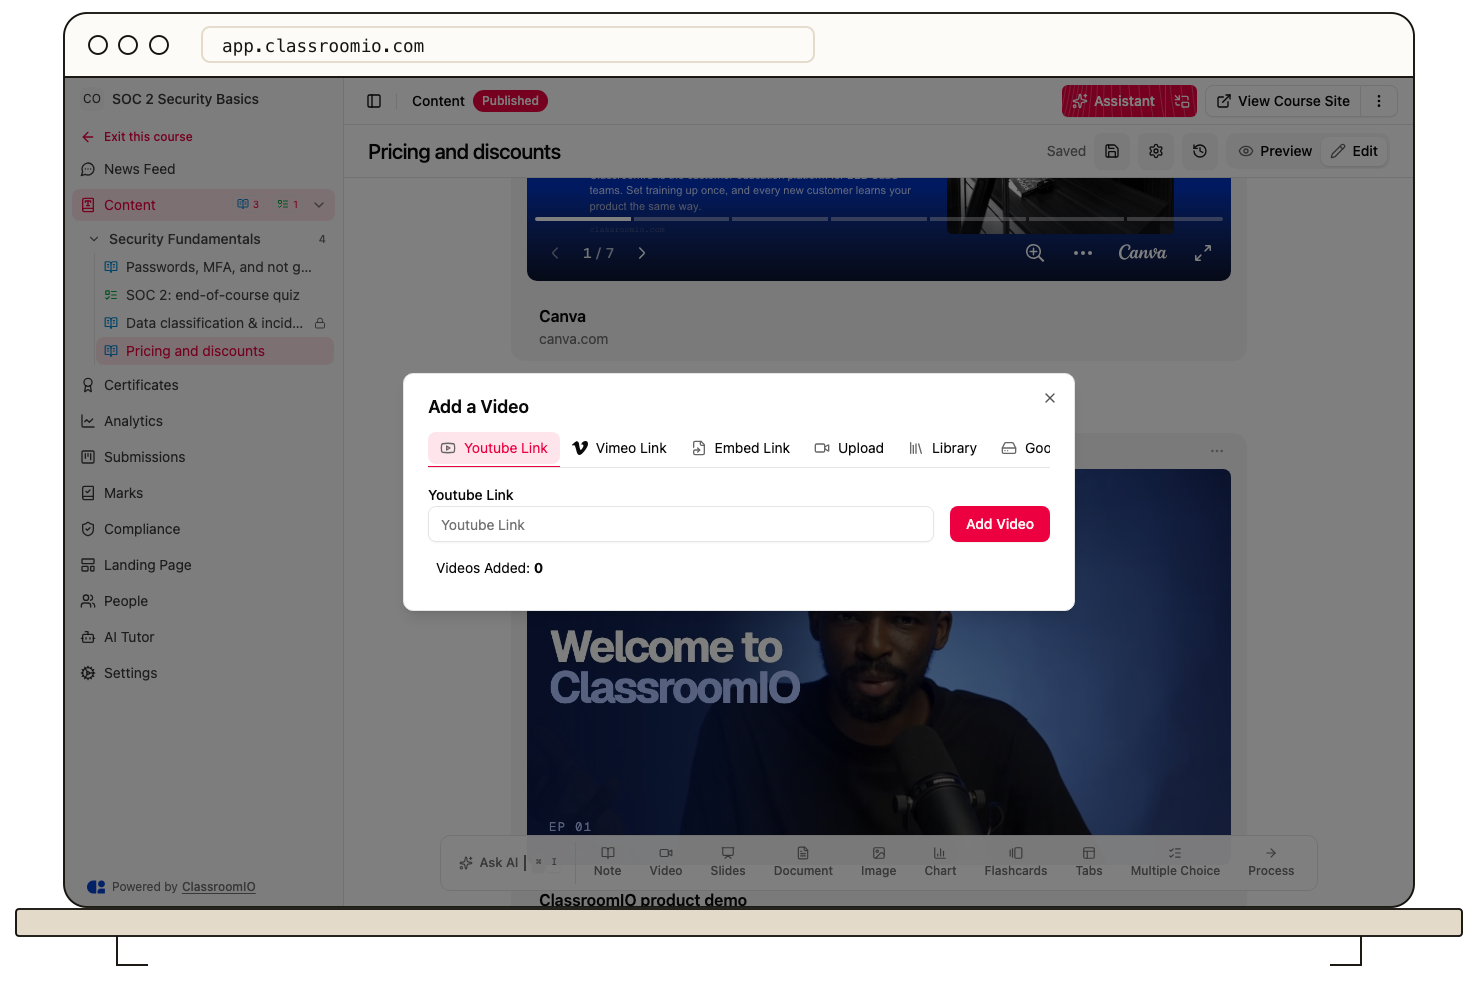 app.classroomio.com
CO SOC 2 Security Basics
Exit this course
News Feed
Content 3 1
Security Fundamentals 4
Passwords, MFA, and not g...
SOC 2: end-of-course quiz
Data classification & incid...
Pricing and discounts
Certificates
Analytics
Submissions
Marks
Compliance
Landing Page
People
AI Tutor
Settings
Powered by ClassroomIO
Content Published
Assistant
View Course Site
Pricing and discounts
Saved
Preview
Edit
teams. Set training up once, and every new customer learns your
product the same way.
classroomio.com
1 / 7
Canva
Canva
canva.com
Add a Video
Youtube Link Vimeo Link Embed Link Upload Library Goo
Youtube Link
Youtube Link
Add Video
Videos Added: 0
Welcome to
ClassroomIO
EP 01
Ask AI ⌘ I
Note Video Slides Document Image Chart Flashcards Tabs Multiple Choice Process
ClassroomIO product demo